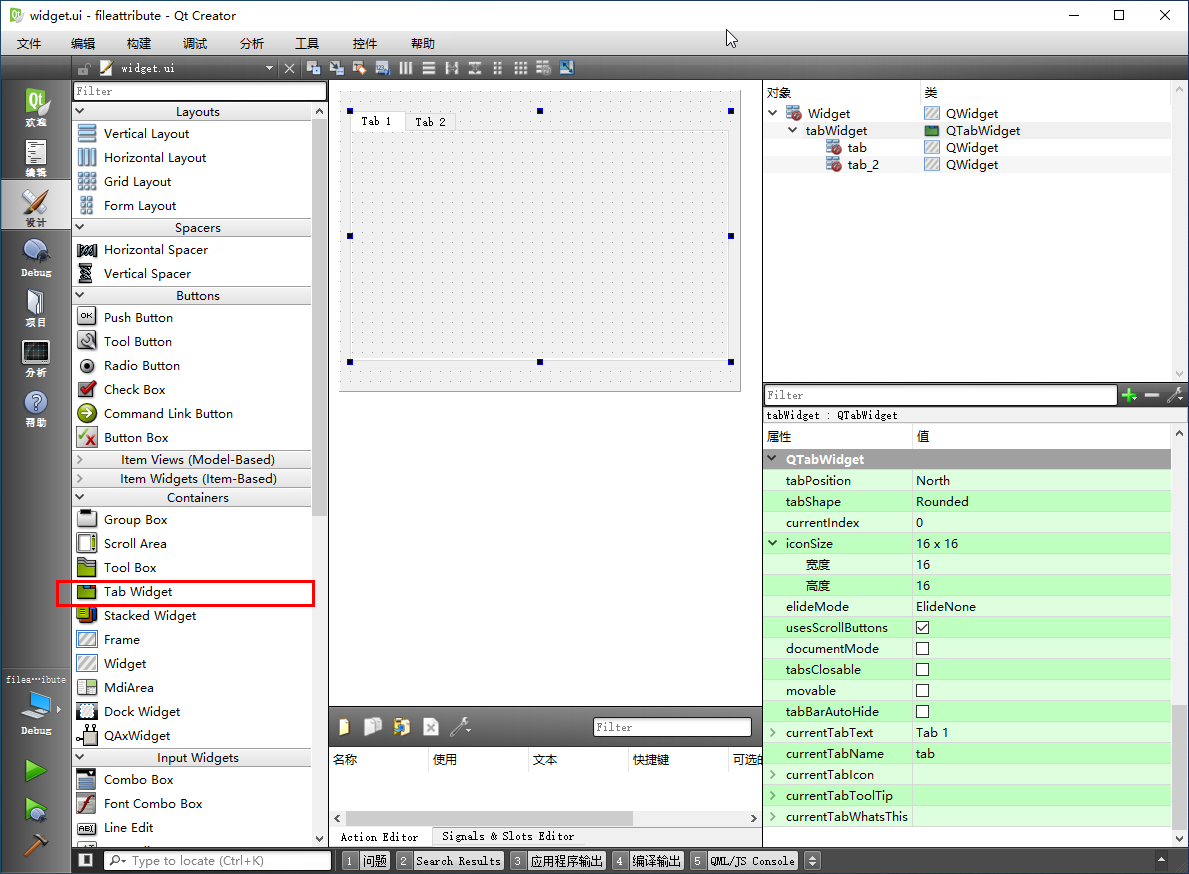 widget.ui - fileattribute - Qt Creator
文件 编辑 构建 调试 分析 工具 控件 帮助
widget.ui
欢迎
编辑
设计
Debug
项目
分析
帮助
filea…ibute
Debug
Filter
Layouts
Vertical Layout
Horizontal Layout
Grid Layout
Form Layout
Spacers
Horizontal Spacer
Vertical Spacer
Buttons
OK Push Button
Tool Button
Radio Button
Check Box
Command Link Button
Button Box
Item Views (Model-Based)
Item Widgets (Item-Based)
Containers
Group Box
Scroll Area
Tool Box
Tab Widget
Stacked Widget
Frame
Widget
MdiArea
Dock Widget
QAxWidget
Input Widgets
Combo Box
Font Combo Box
ABI Line Edit
Tab 1 Tab 2
Filter
名称 使用 文本 快捷键
Action Editor Signals & Slots Editor
对象 类
Widget QWidget
tabWidget QTabWidget
tab QWidget
tab_2 QWidget
Filter
tabWidget : QTabWidget
属性 值
QTabWidget
tabPosition North
tabShape Rounded
currentIndex 0
iconSize 16 x 16
宽度 16
高度 16
elideMode ElideNone
usesScrollButtons
documentMode
tabsClosable
movable
tabBarAutoHide
currentTabText Tab 1
currentTabName tab
currentTabIcon
currentTabToolTip
currentTabWhatsThis
Type to locate (Ctrl+K) 1 问题 2 Search Results 3 应用程序输出 4 编译输出 5 QML/JS Console